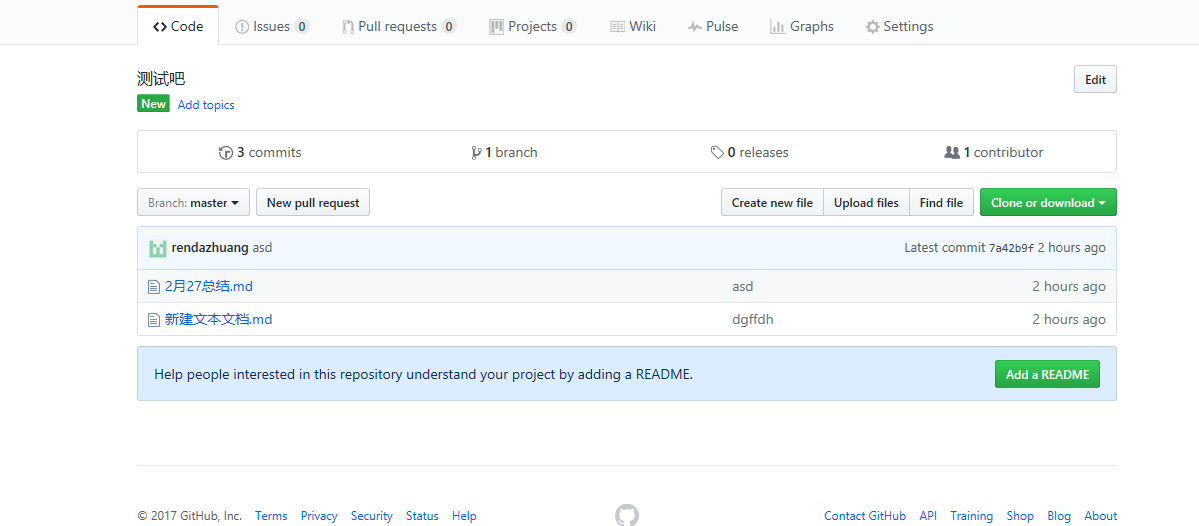 Code Issues 0 Pull requests 0 Projects 0 Wiki Pulse Graphs Settings
测试吧 Edit
New Add topics
3 commits 1 branch 0 releases 1 contributor
Branch: master New pull request Create new file Upload files Find file Clone or download
rendazhuang asd Latest commit 7a42b9f 2 hours ago
2月27总结.md asd 2 hours ago
新建文本文档.md dgffdh 2 hours ago
Help people interested in this repository understand your project by adding a README. Add a README
© 2017 GitHub, Inc. Terms Privacy Security Status Help Contact GitHub API Training Shop Blog About